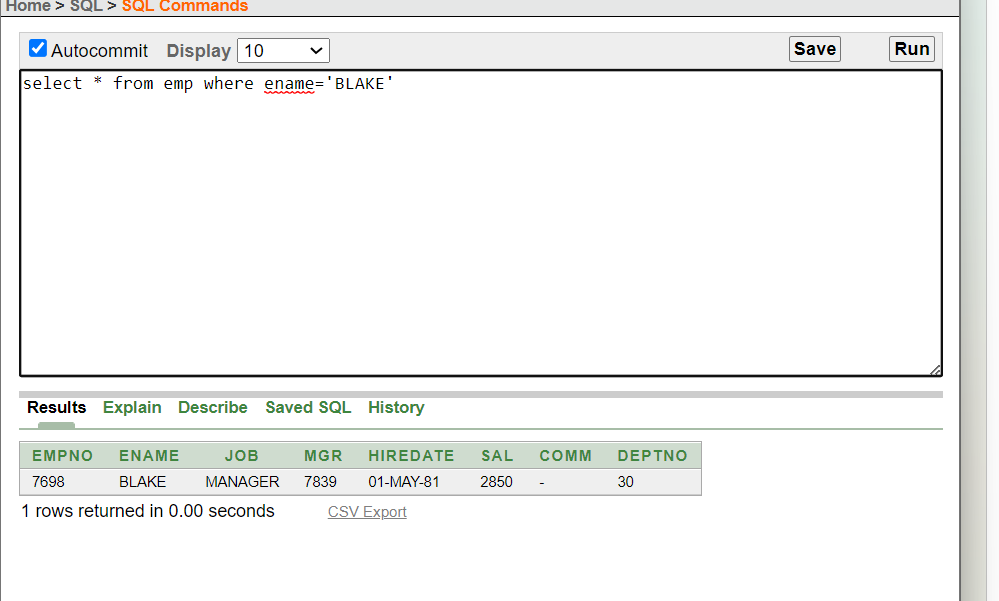 Home > SQL > SQL Commands
Autocommit Display 10 Save Run
select * from emp where ename='BLAKE'
Results Explain Describe Saved SQL History
EMPNO ENAME JOB MGR HIREDATE SAL COMM DEPTNO
7698 BLAKE MANAGER 7839 01-MAY-81 2850 - 30
1 rows returned in 0.00 seconds CSV Export